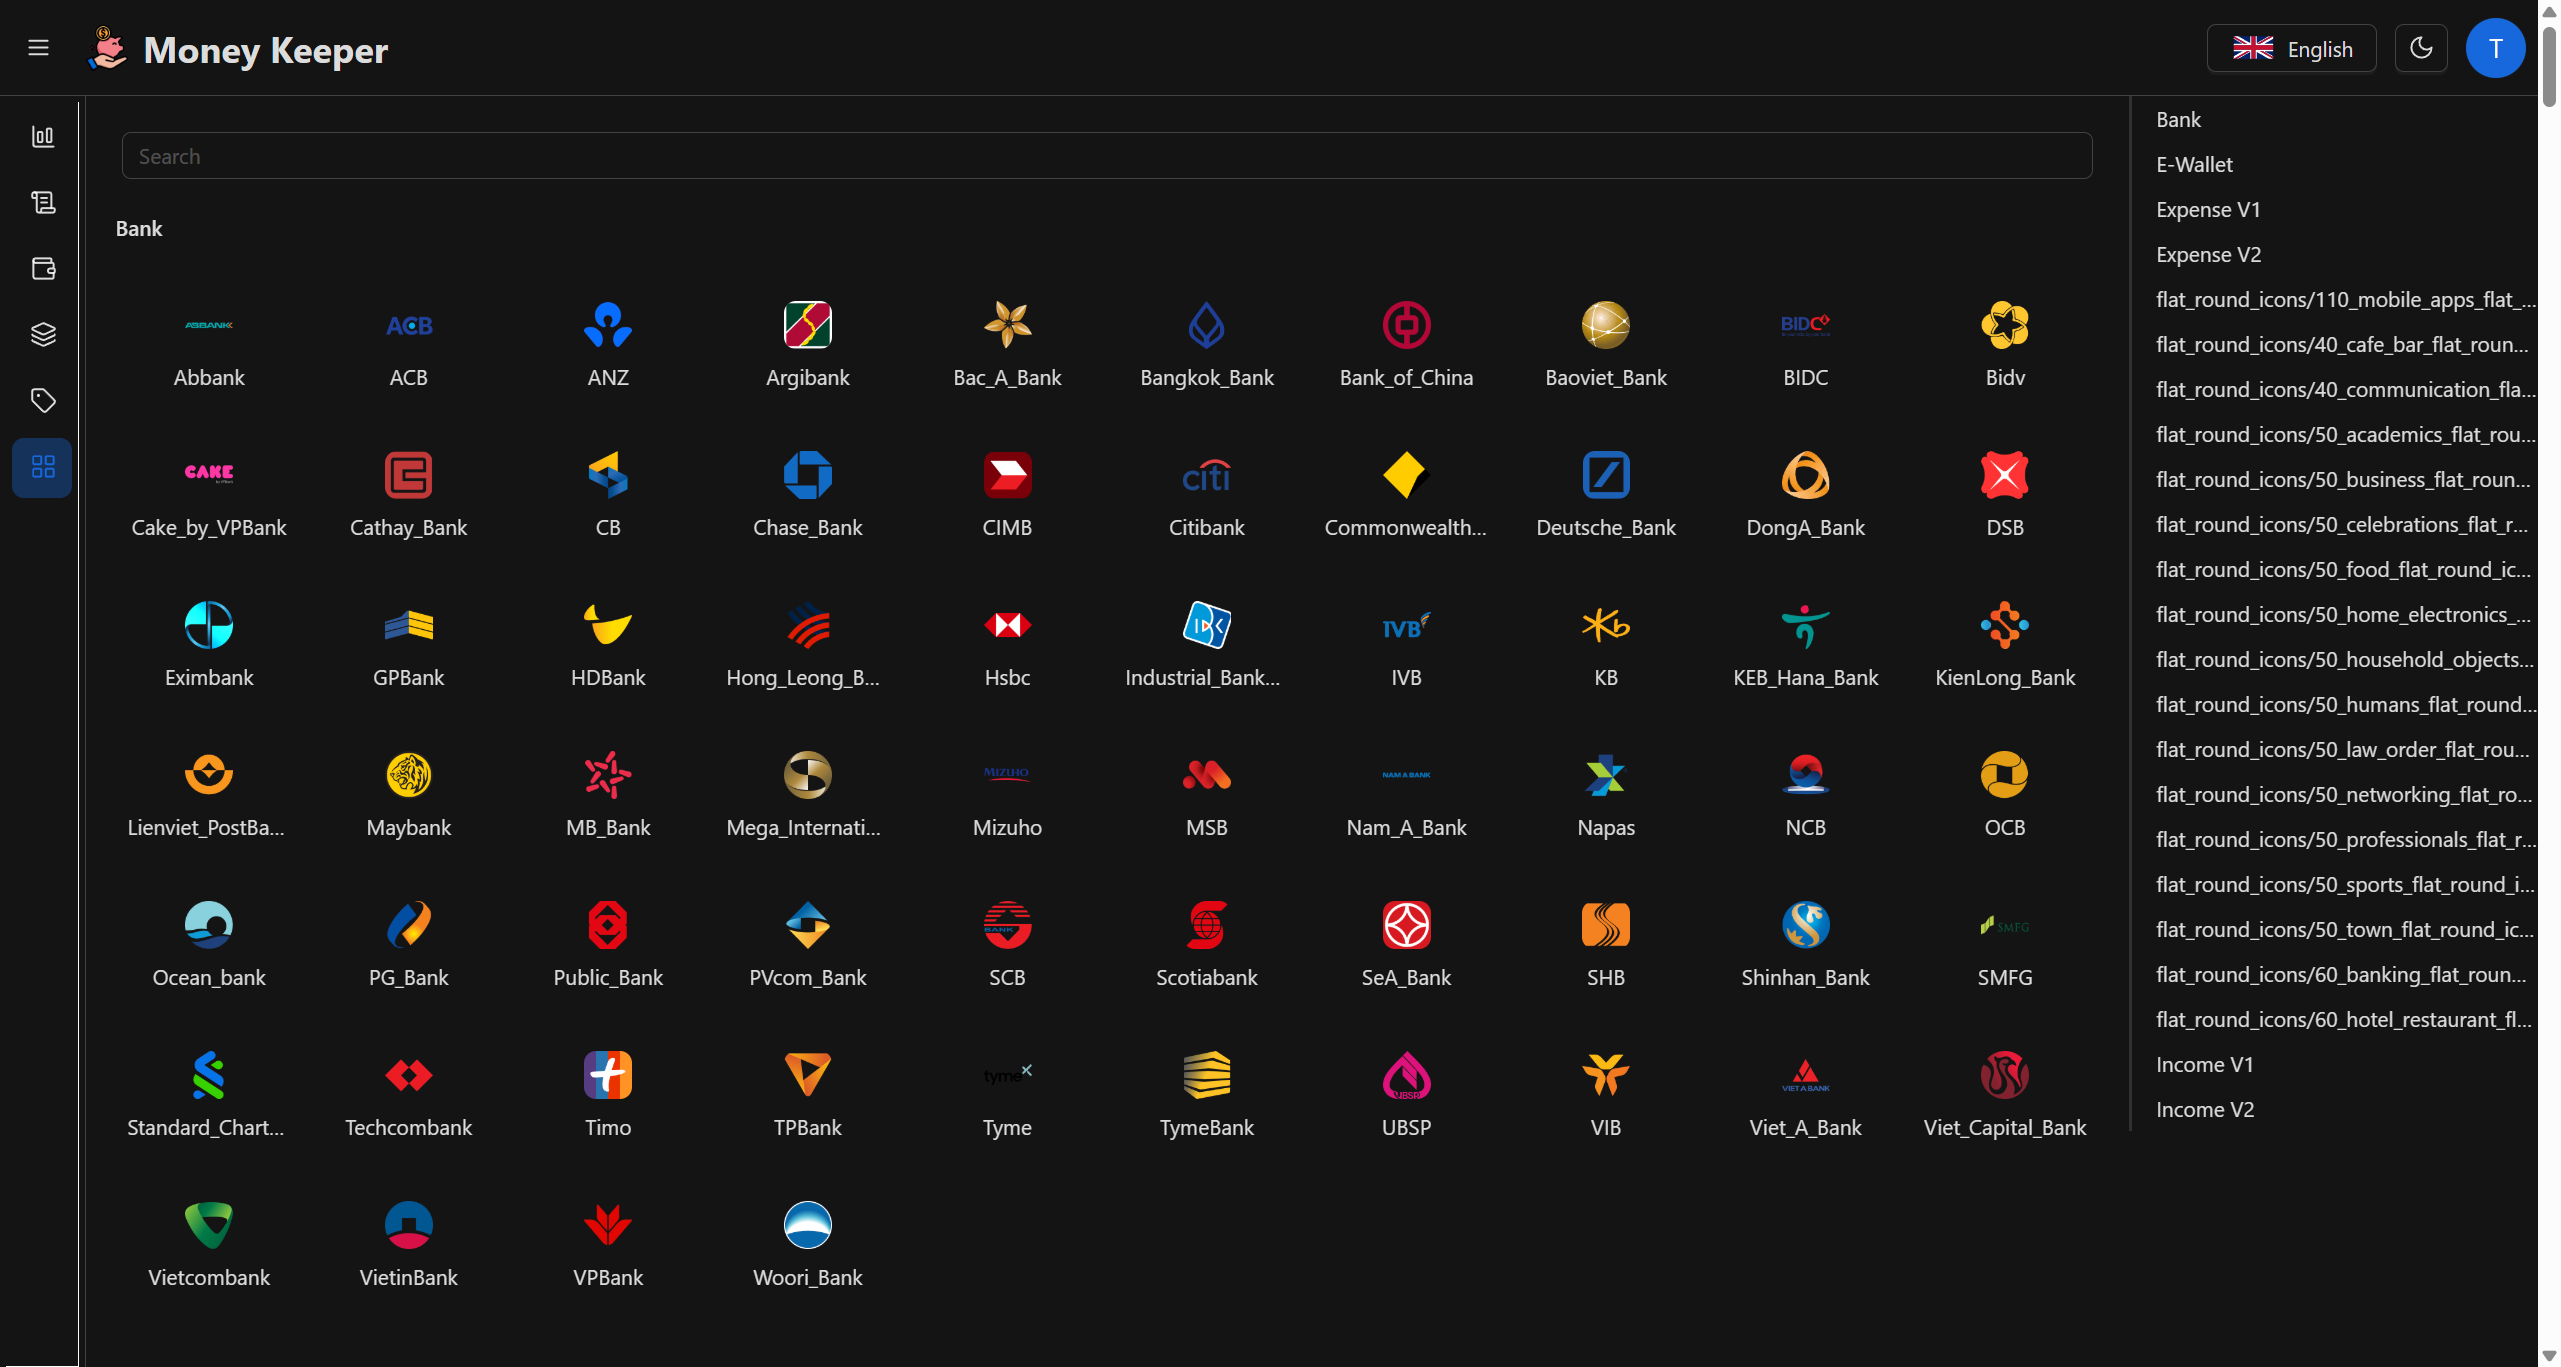 Money Keeper
English
T
Search
Bank
Abbank ACB ANZ Argibank Bac_A_Bank Bangkok_Bank Bank_of_China Baoviet_Bank BIDC Bidv
Cake_by_VPBank Cathay_Bank CB Chase_Bank CIMB Citibank Commonwealth... Deutsche_Bank DongA_Bank DSB
Eximbank GPBank HDBank Hong_Leong_B... Hsbc Industrial_Bank... IVB KB KEB_Hana_Bank KienLong_Bank
Lienviet_PostBa... Maybank MB_Bank Mega_Internati... Mizuho MSB Nam_A_Bank Napas NCB OCB
Ocean_bank PG_Bank Public_Bank PVcom_Bank SCB Scotiabank SeA_Bank SHB Shinhan_Bank SMFG
Standard_Chart... Techcombank Timo TPBank Tyme TymeBank UBSP VIB Viet_A_Bank Viet_Capital_Bank
Vietcombank VietinBank VPBank Woori_Bank
Bank
E-Wallet
Expense V1
Expense V2
flat_round_icons/110_mobile_apps_flat_...
flat_round_icons/40_cafe_bar_flat_roun...
flat_round_icons/40_communication_fla...
flat_round_icons/50_academics_flat_rou...
flat_round_icons/50_business_flat_roun...
flat_round_icons/50_celebrations_flat_r...
flat_round_icons/50_food_flat_round_ic...
flat_round_icons/50_home_electronics_...
flat_round_icons/50_household_objects...
flat_round_icons/50_humans_flat_round...
flat_round_icons/50_law_order_flat_rou...
flat_round_icons/50_networking_flat_ro...
flat_round_icons/50_professionals_flat_r...
flat_round_icons/50_sports_flat_round_i...
flat_round_icons/50_town_flat_round_ic...
flat_round_icons/60_banking_flat_roun...
flat_round_icons/60_hotel_restaurant_fl...
Income V1
Income V2